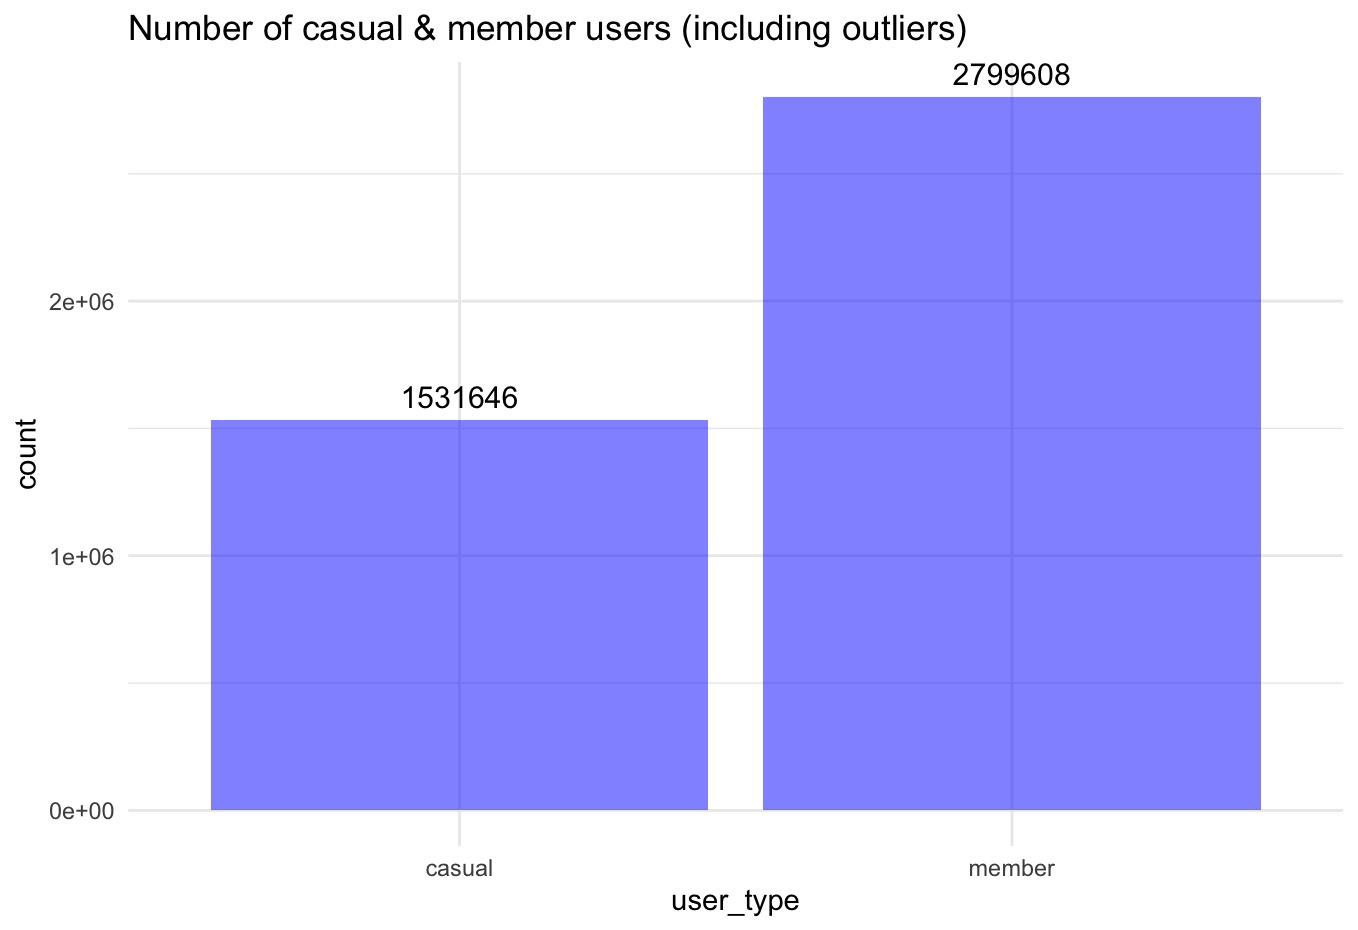 Number of casual & member users (including outliers)
2799608
2e+06
1531646
count
1e+06
0e+00
casual
member
user_type